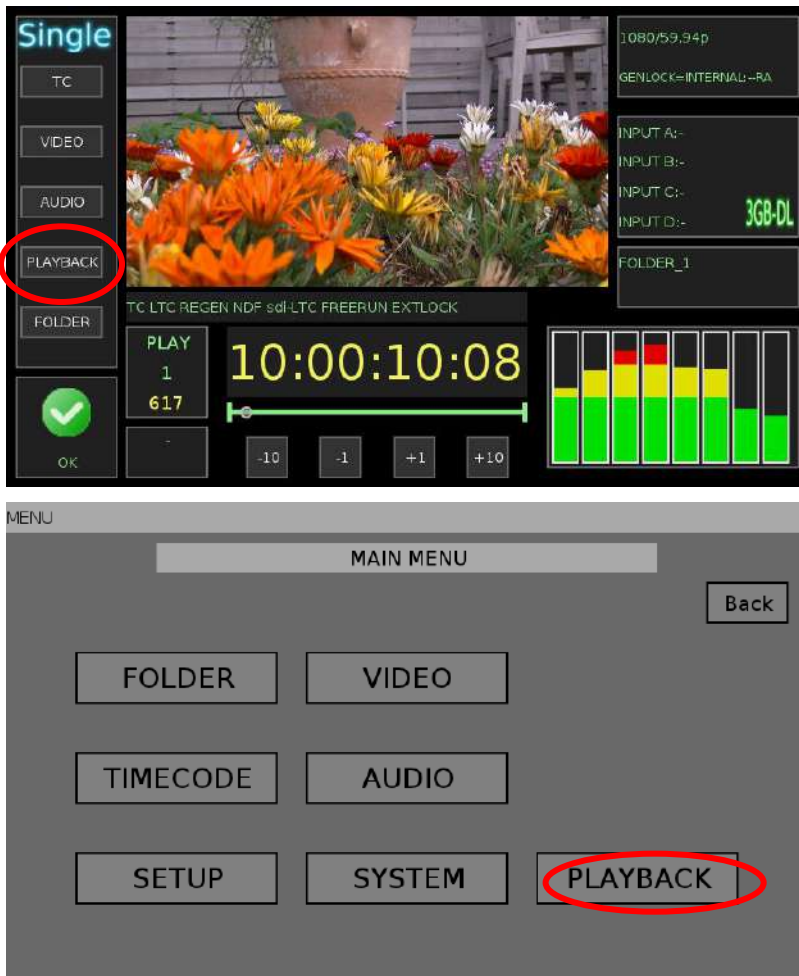 Single
TC
VIDEO
AUDIO
PLAYBACK
FOLDER
OK
1080/59.94p
GENLOCK=INTERNAL:--RA
INPUT A:-
INPUT B:-
INPUT C:-
INPUT D:-
3GB-DL
FOLDER_1
TC LTC REGEN NDF sdi-LTC FREERUN EXTLOCK
PLAY
1
617
-
10:00:10:08
-10 -1 +1 +10
MENU
MAIN MENU
Back
FOLDER VIDEO
TIMECODE AUDIO
SETUP SYSTEM PLAYBACK